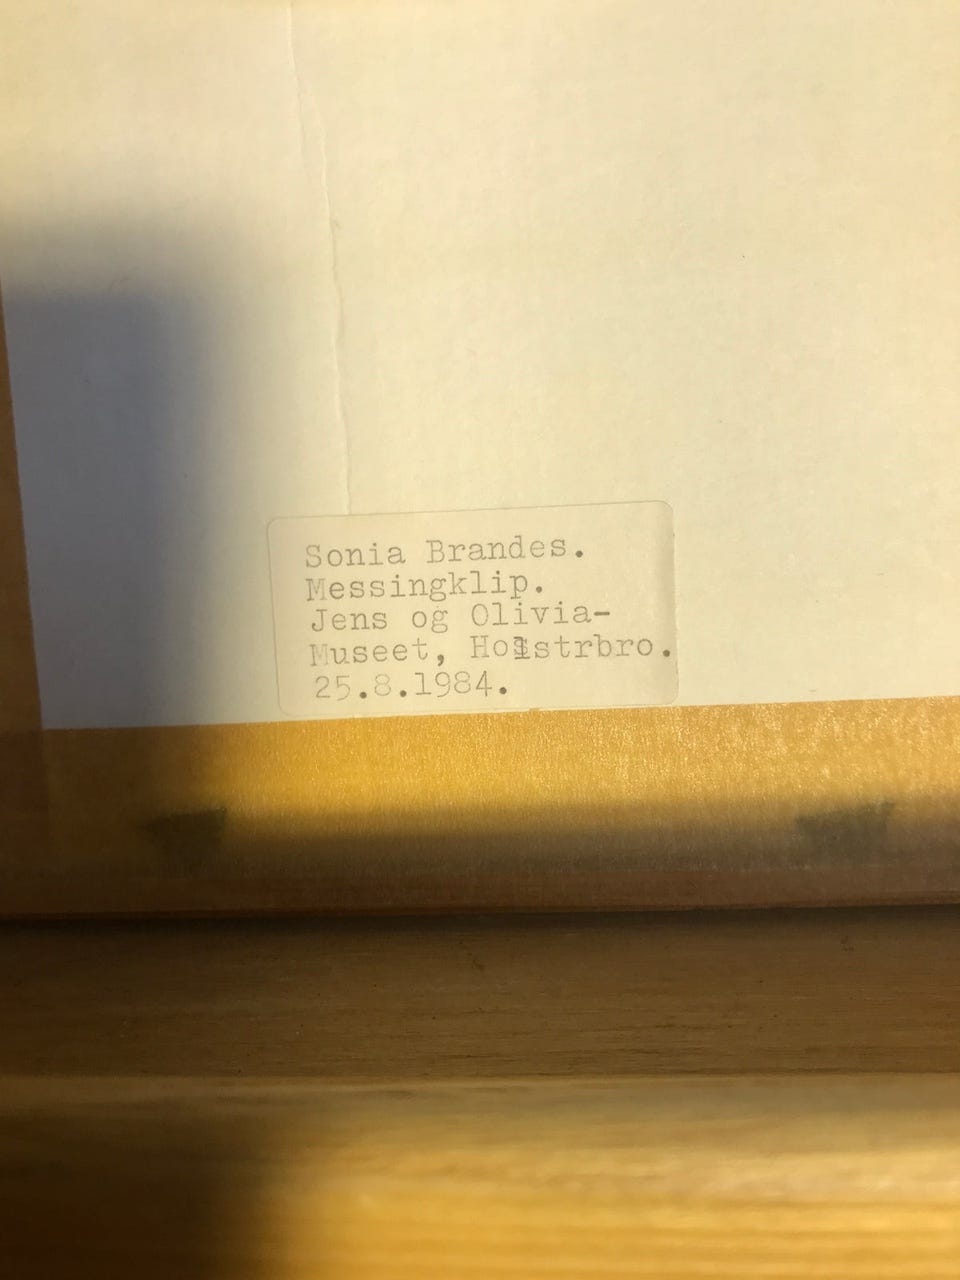 Sonia Brandes.
Messingklip.
Jens og Olivia-
Museet, Holstrbro.
25.8.1984.